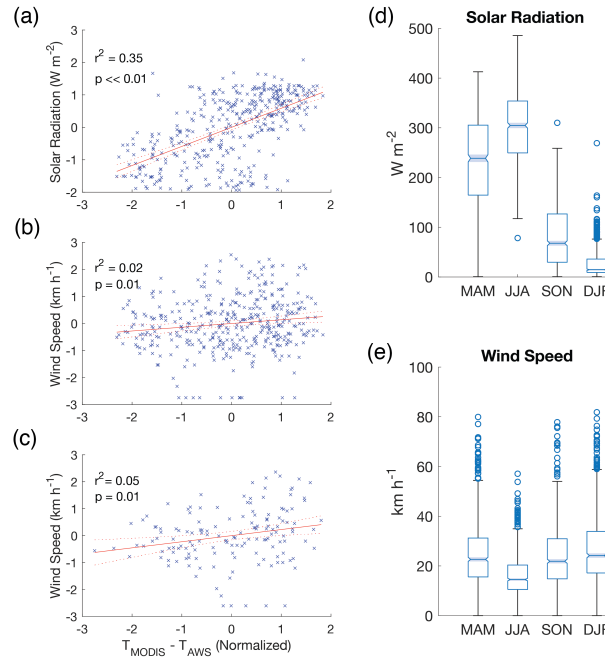 (a)
3
2
1
0
-1
-2
Solar Radiation (W m⁻²)
r² = 0.35
p << 0.01
-3 -2 -1 0 1 2
(b)
3
2
1
0
-1
-2
-3
Wind Speed (km h⁻¹)
r² = 0.02
p = 0.01
-3 -2 -1 0 1 2
(c)
3
2
1
0
-1
-2
-3
Wind Speed (km h⁻¹)
r² = 0.05
p = 0.01
-3 -2 -1 0 1 2
T_MODIS - T_AWS (Normalized)
(d)
Solar Radiation
500
400
300
200
100
0
W m⁻²
MAM JJA SON DJF
(e)
Wind Speed
100
80
60
40
20
0
km h⁻¹
MAM JJA SON DJF